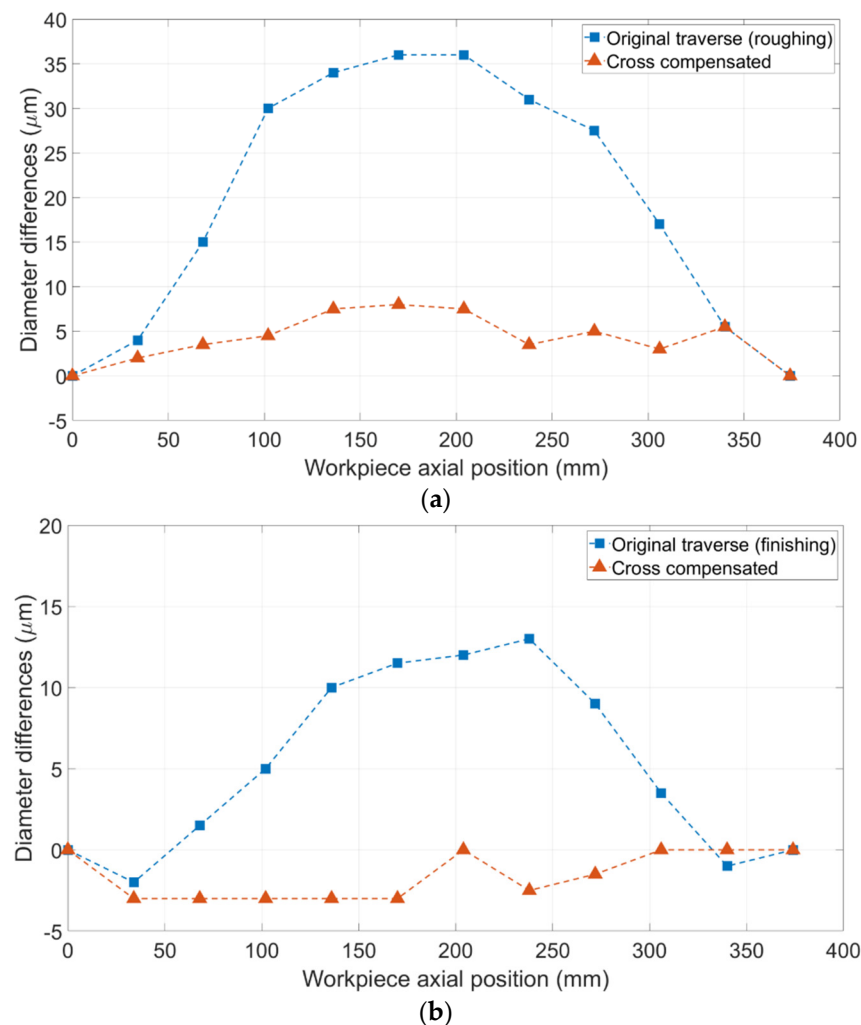 40
35
30
25
20
15
10
5
0
-5
Diameter differences (μm)
Original traverse (roughing)
Cross compensated
0 50 100 150 200 250 300 350 400
Workpiece axial position (mm)
(a)
20
15
10
5
0
-5
Diameter differences (μm)
Original traverse (finishing)
Cross compensated
0 50 100 150 200 250 300 350 400
Workpiece axial position (mm)
(b)